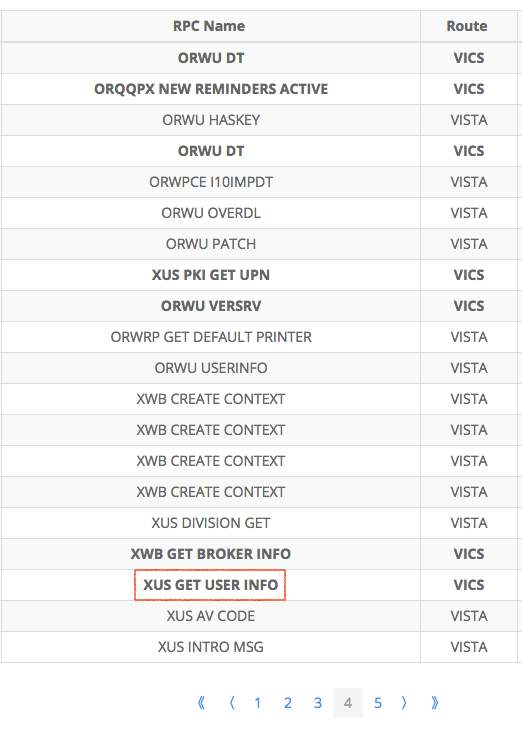 RPC Name Route
ORWU DT VICS
ORQQPX NEW REMINDERS ACTIVE VICS
ORWU HASKEY VISTA
ORWU DT VICS
ORWPCE I10IMPDT VISTA
ORWU OVERDL VISTA
ORWU PATCH VISTA
XUS PKI GET UPN VICS
ORWU VERSRV VICS
ORWRP GET DEFAULT PRINTER VISTA
ORWU USERINFO VISTA
XWB CREATE CONTEXT VISTA
XWB CREATE CONTEXT VISTA
XWB CREATE CONTEXT VISTA
XWB CREATE CONTEXT VISTA
XUS DIVISION GET VISTA
XWB GET BROKER INFO VICS
XUS GET USER INFO VICS
XUS AV CODE VISTA
XUS INTRO MSG VISTA
《 〈 1 2 3 4 5 〉 》